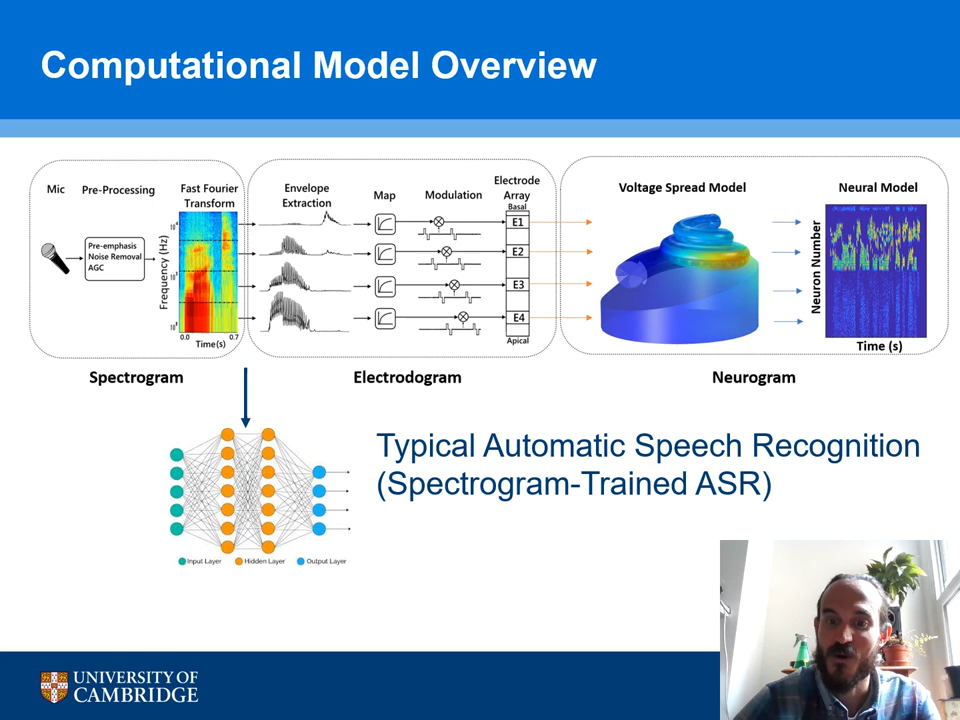 Computational Model Overview
Mic
Pre-Processing
Fast Fourier
Transform
Pre-emphasis
Noise Removal
AGC
Frequency (Hz)
10⁴
10³
10²
0.0
0.7
Time(s)
Spectrogram
Envelope
Extraction
Map
Modulation
Electrode
Array
Basal
E1
E2
E3
E4
Apical
Electrodogram
Voltage Spread Model
Neural Model
Neuron Number
Time (s)
Neurogram
Typical Automatic Speech Recognition
(Spectrogram-Trained ASR)
Input Layer
Hidden Layer
Output Layer
UNIVERSITY OF
CAMBRIDGE